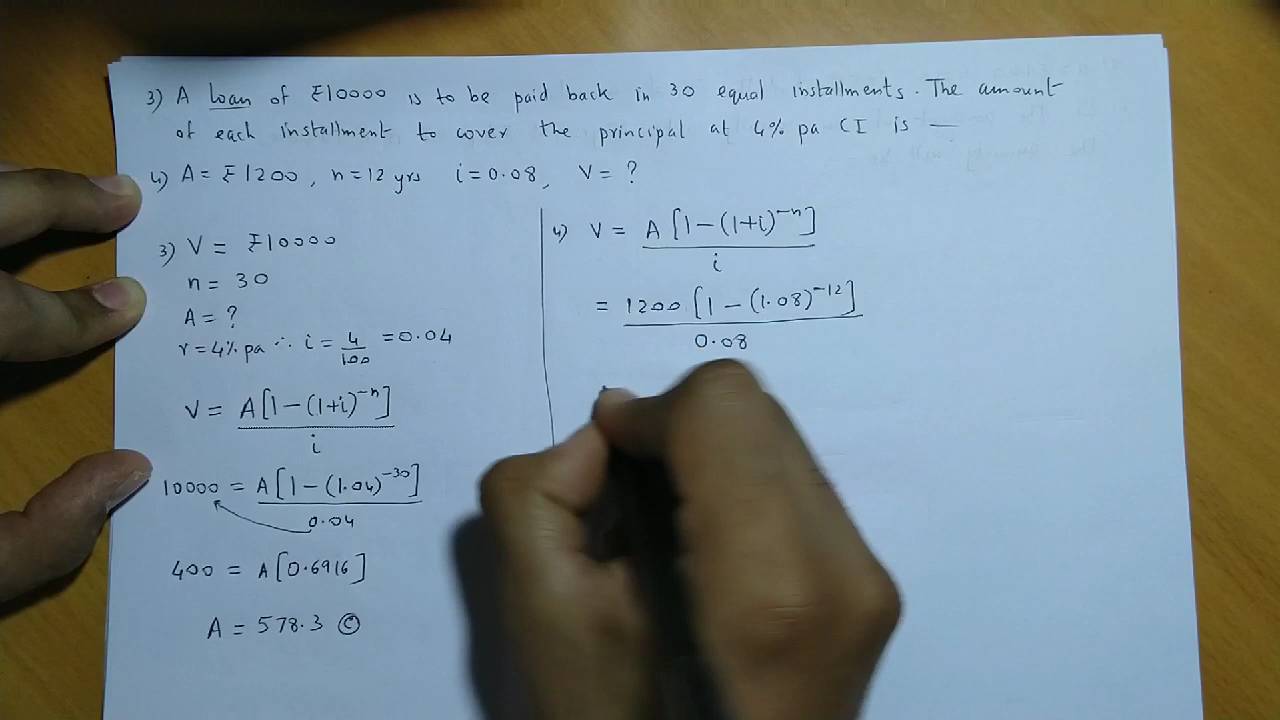 3) A loan of ₹10000 is to be paid back in 30 equal installments. The amount
of each installment to cover the principal at 4% pa CI is —
4) A = ₹1200, n = 12 yrs i = 0.08, V = ?
3) V = ₹10000
n = 30
A = ?
r = 4% pa ∴ i = 4/100 = 0.04
V = A[1-(1+i)^-n]/i
10000 = A[1-(1.04)^-30]/0.04
400 = A[0.6916]
A = 578.3 ©
4) V = A[1-(1+i)^-n]/i
= 1200[1-(1.08)^-12]/0.08